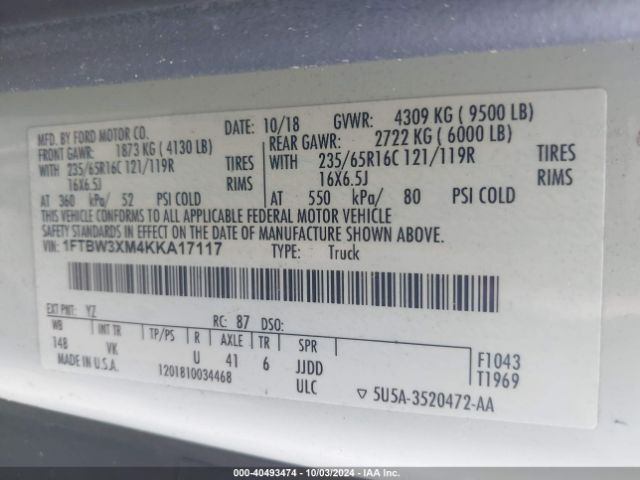 MFD. BY FORD MOTOR CO.
DATE: 10/18 GVWR: 4309 KG ( 9500 LB)
FRONT GAWR: 1873 KG ( 4130 LB) REAR GAWR: 2722 KG ( 6000 LB)
WITH 235/65R16C 121/119R TIRES WITH 235/65R16C 121/119R TIRES
16X6.5J RIMS 16X6.5J RIMS
AT 360 kPa/ 52 PSI COLD AT 550 kPa/ 80 PSI COLD
THIS VEHICLE CONFORMS TO ALL APPLICABLE FEDERAL MOTOR VEHICLE
SAFETY STANDARDS IN EFFECT ON THE DATE OF MANUFACTURE SHOWN ABOVE.
VIN: 1FTBW3XM4KKA17117 TYPE: Truck
EXT PNT: YZ RC: 87 DSO:
WB INT TR TP/PS R AXLE TR SPR
148 VK U 41 6 JJDD F1043
MADE IN U.S.A. 1201810034468 ULC T1969
5U5A-3520472-AA
000 - 40493474 - 10/03/2024 - IAA Inc.